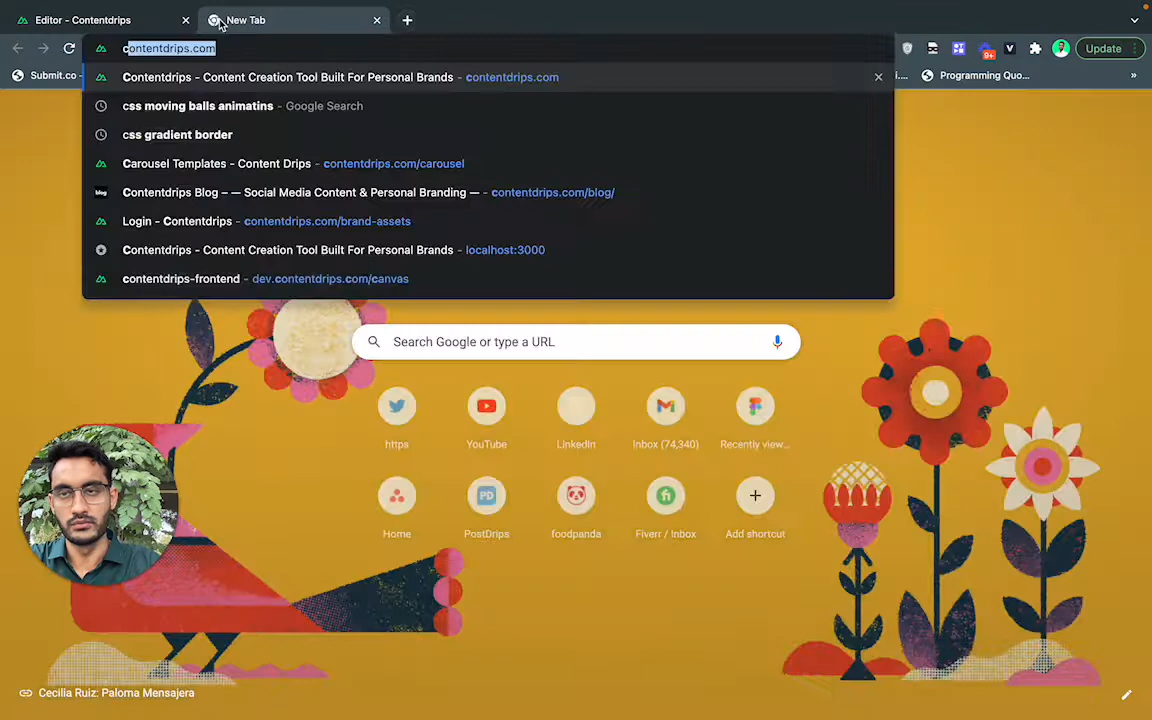 Editor - Contentdrips
New Tab
contentdrips.com
Update
Submit.co -
Programming Quo...
»
Contentdrips - Content Creation Tool Built For Personal Brands - contentdrips.com
css moving balls animatins - Google Search
css gradient border
Carousel Templates - Content Drips - contentdrips.com/carousel
blog Contentdrips Blog – — Social Media Content & Personal Branding — - contentdrips.com/blog/
Login - Contentdrips - contentdrips.com/brand-assets
Contentdrips - Content Creation Tool Built For Personal Brands - localhost:3000
contentdrips-frontend - dev.contentdrips.com/canvas
Search Google or type a URL
https
YouTube
LinkedIn
Inbox (74,340)
Recently view...
PD
fi
Home
PostDrips
foodpanda
Fiverr / Inbox
Add shortcut
Cecilia Ruiz: Paloma Mensajera